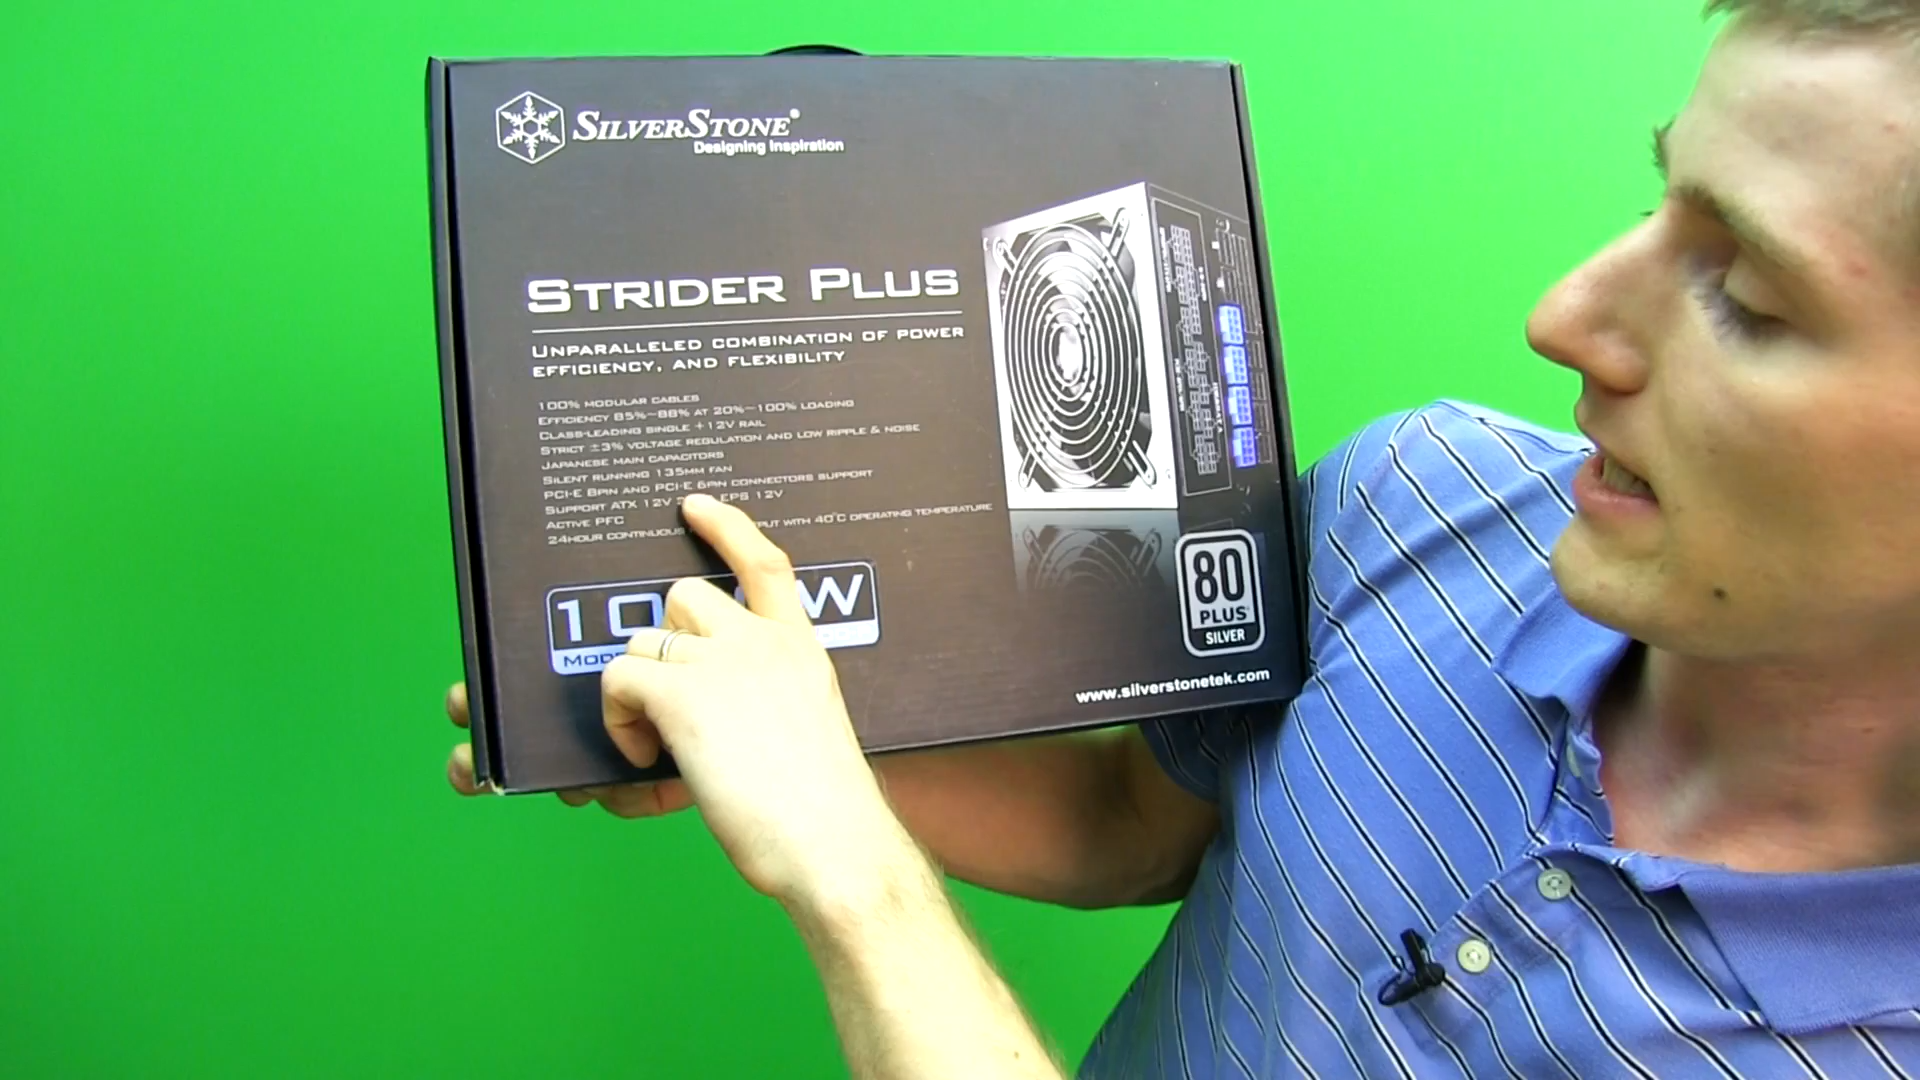 SILVERSTONE®
Designing Inspiration
STRIDER PLUS
UNPARALLELED COMBINATION OF POWER
EFFICIENCY, AND FLEXIBILITY
100% MODULAR CABLES
EFFICIENCY 85%~88% AT 20%~100% LOADING
CLASS-LEADING SINGLE +12V RAIL
STRICT ±3% VOLTAGE REGULATION AND LOW RIPPLE & NOISE
JAPANESE MAIN CAPACITORS
SILENT RUNNING 135MM FAN
PCI-E 8PIN AND PCI-E 6PIN CONNECTORS SUPPORT
SUPPORT ATX 12V EPS 12V
ACTIVE PFC
24HOUR CONTINUOUS WITH 40°C OPERATING TEMPERATURE
80
PLUS®
SILVER
www.silverstonetek.com